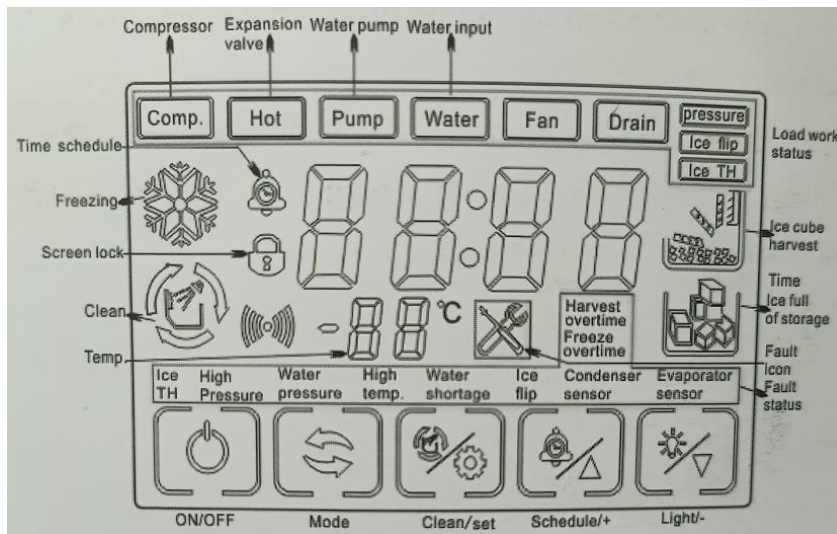 Compressor Expansion valve Water pump Water input
Comp. Hot Pump Water Fan Drain pressure
Ice flip
Ice TH
Load work status
Time schedule
Freezing
Screen lock
Clean
Temp
88:88
-88 °C
Harvest overtime
Freeze overtime
Ice cube harvest
Time
Ice full of storage
Fault icon
Fault status
Ice TH High Pressure Water pressure High temp. Water shortage Ice flip Condenser sensor Evaporator sensor
ON/OFF Mode Clean/set Schedule/+ Light/-